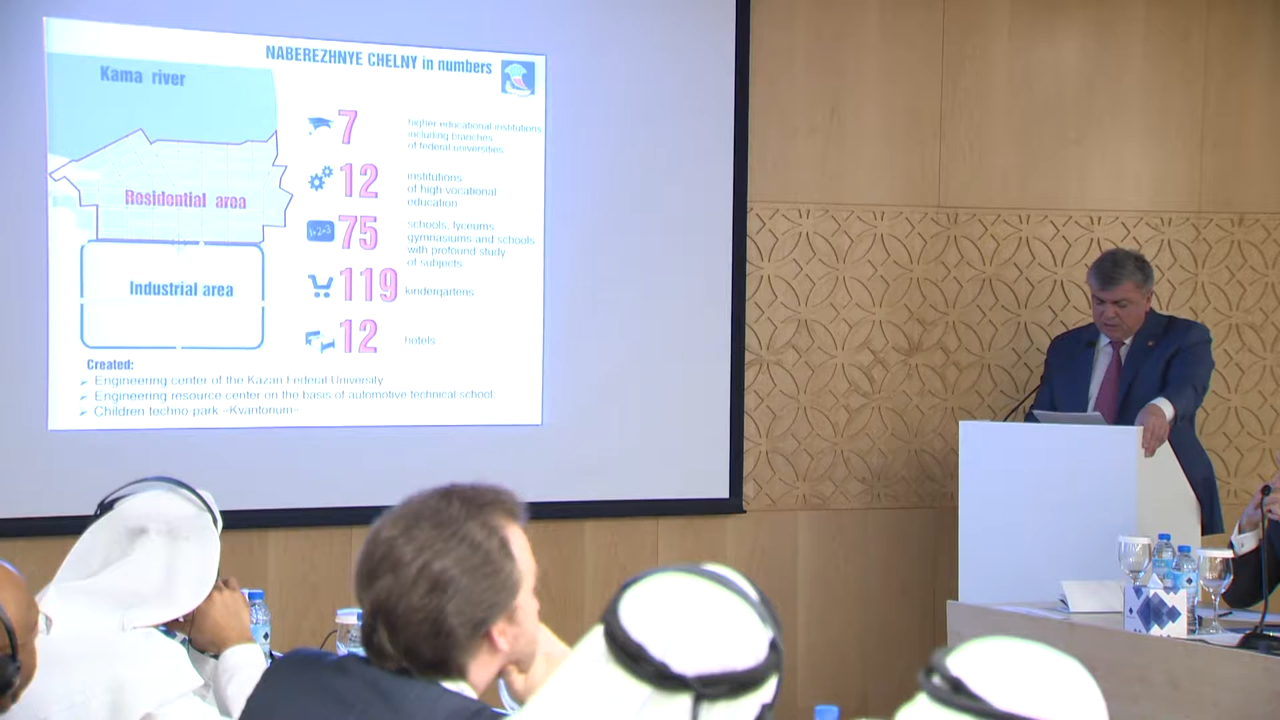 NABEREZHNYE CHELNY in numbers
Kama river
Residential area
Industrial area
7
higher educational institutions
including branches
of federal universities
12
institutions
of high vocational
education
1+2=3
75
schools, lyceums,
gymnasiums and schools
with profound study
of subjects
119
kindergartens
12
hotels
Created:
Engineering center of the Kazan Federal University
Engineering resource center on the basis of automotive technical school
Children techno-park «Kvantorium»